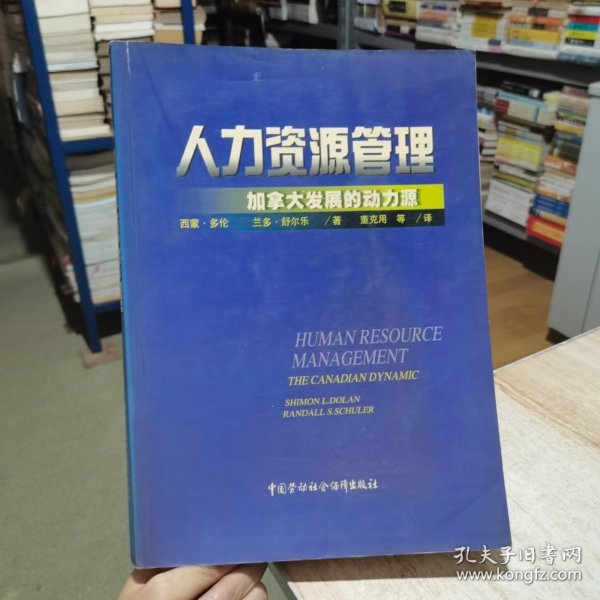 人力资源管理
加拿大发展的动力源
西蒙·多伦 兰多·舒尔乐 /著 董克用 等 /译
HUMAN RESOURCE
MANAGEMENT
THE CANADIAN DYNAMIC
SHIMON L.DOLAN
RANDALL S.SCHULER
中国劳动社会保障出版社
孔夫子旧书网
www.kongfz.com